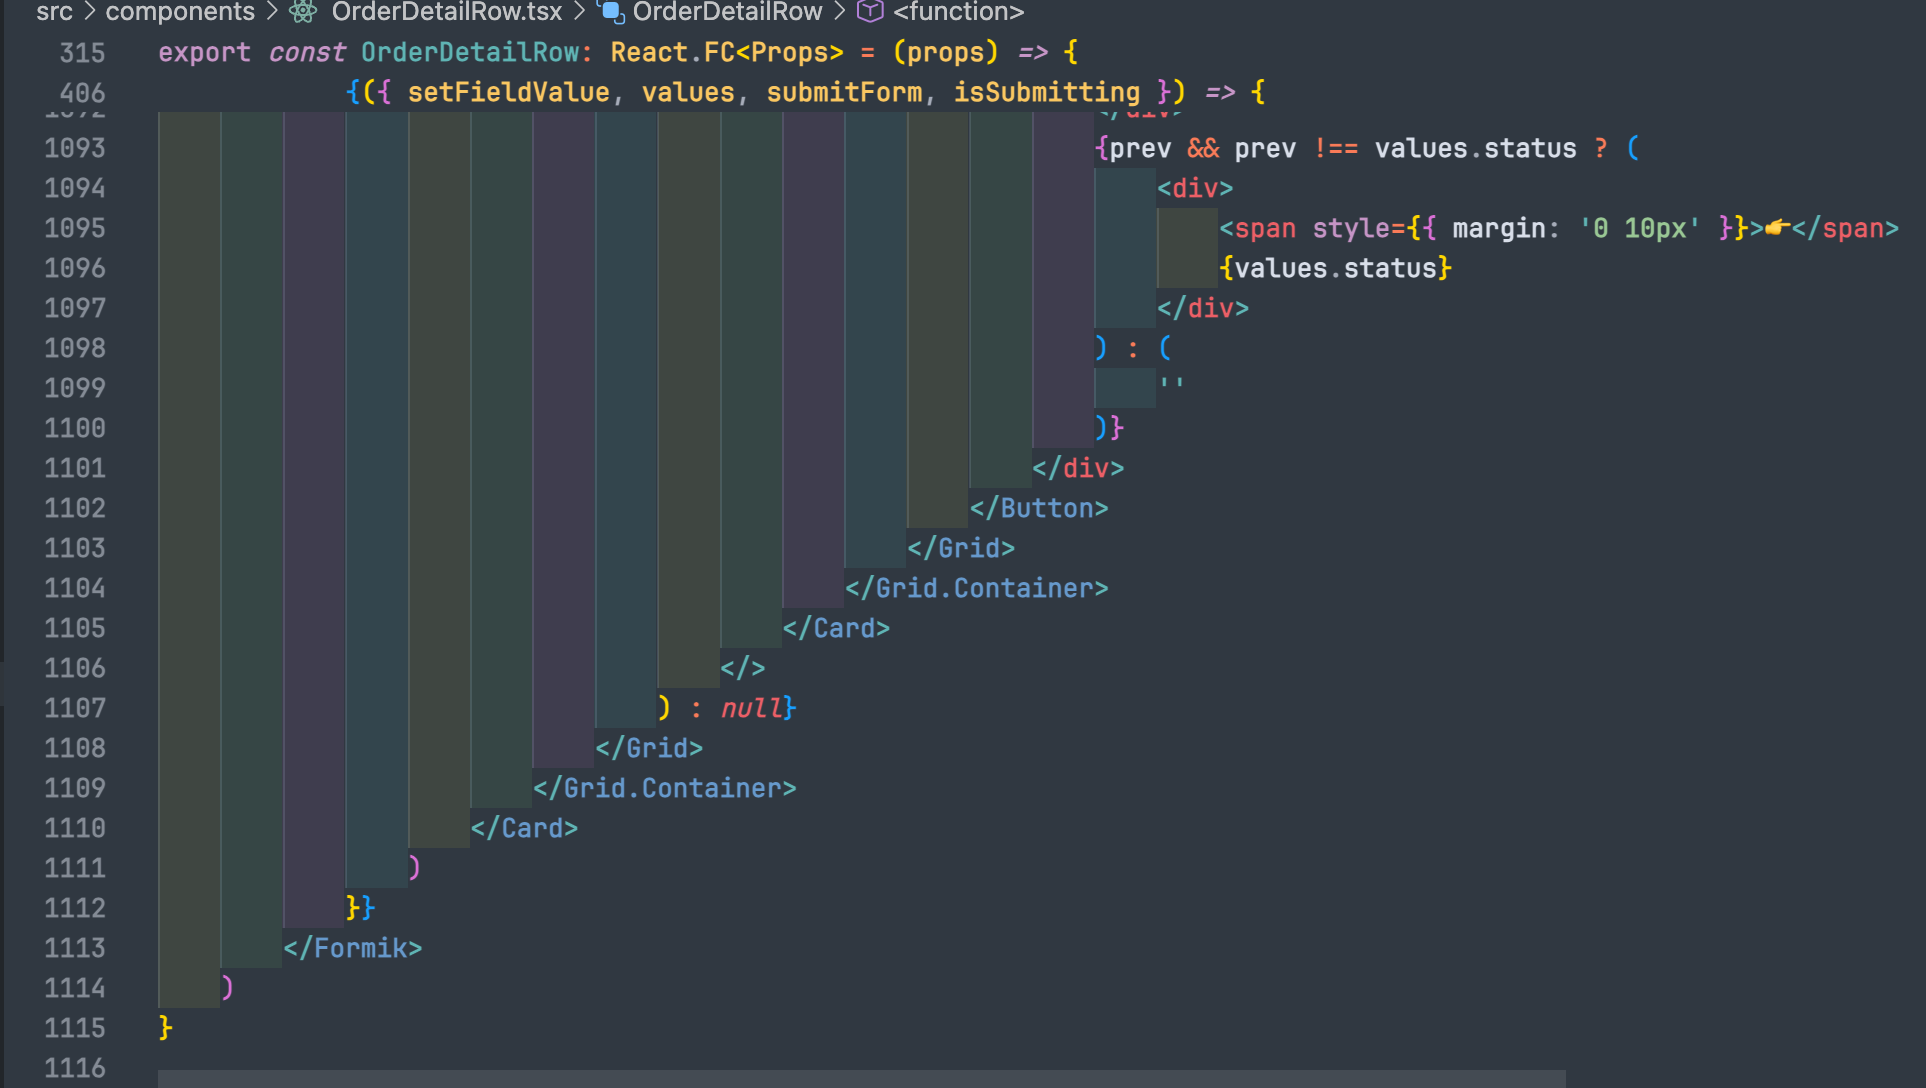 src > components > OrderDetailRow.tsx > OrderDetailRow > <function>
315 export const OrderDetailRow: React.FC<Props> = (props) => {
406 {({ setFieldValue, values, submitForm, isSubmitting }) => {
1092 </div>
1093 {prev && prev !== values.status ? (
1094 <div>
1095 <span style={{ margin: '0 10px' }}>👉</span>
1096 {values.status}
1097 </div>
1098 ) : (
1099 ''
1100 )}
1101 </div>
1102 </Button>
1103 </Grid>
1104 </Grid.Container>
1105 </Card>
1106 </>
1107 ) : null}
1108 </Grid>
1109 </Grid.Container>
1110 </Card>
1111 )
1112 }}
1113 </Formik>
1114 )
1115 }
1116